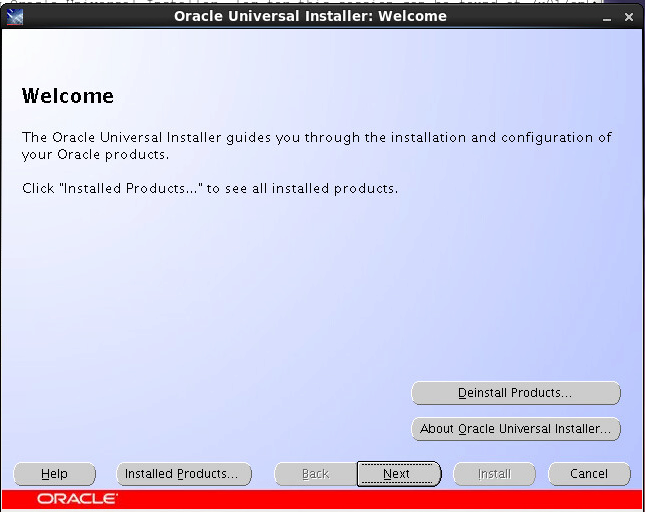 Oracle Universal Installer: Welcome
Welcome
The Oracle Universal Installer guides you through the installation and configuration of
your Oracle products.
Click "Installed Products..." to see all installed products.
Deinstall Products...
About Oracle Universal Installer...
Help
Installed Products...
Back
Next
Install
Cancel
ORACLE